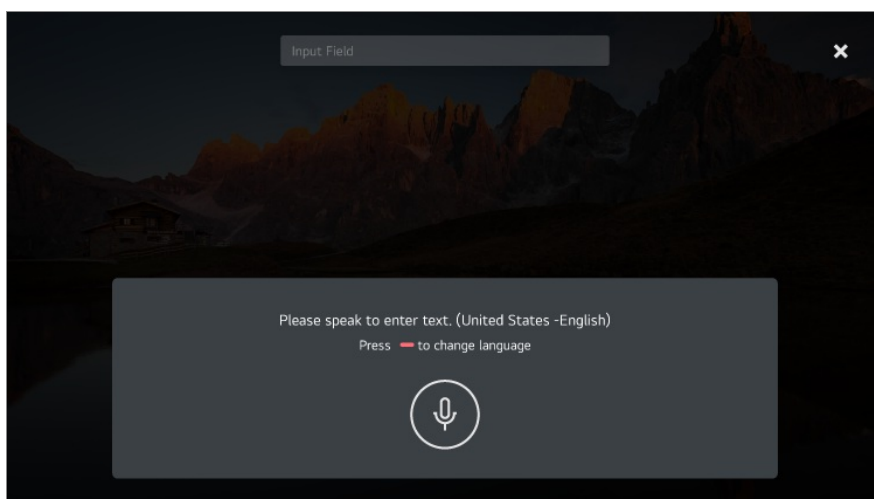 Input Field
Please speak to enter text. (United States -English)
Press to change language